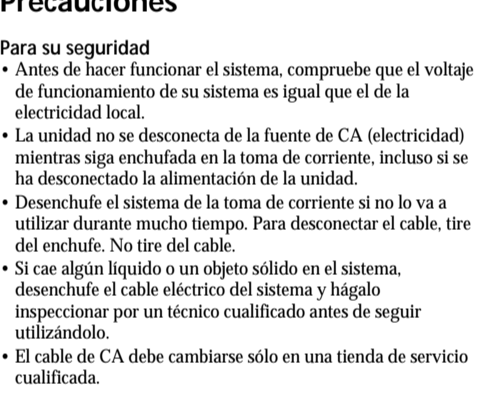 Precauciones
Para su seguridad
• Antes de hacer funcionar el sistema, compruebe que el voltaje
de funcionamiento de su sistema es igual que el de la
electricidad local.
• La unidad no se desconecta de la fuente de CA (electricidad)
mientras siga enchufada en la toma de corriente, incluso si se
ha desconectado la alimentación de la unidad.
• Desenchufe el sistema de la toma de corriente si no lo va a
utilizar durante mucho tiempo. Para desconectar el cable, tire
del enchufe. No tire del cable.
• Si cae algún líquido o un objeto sólido en el sistema,
desenchufe el cable eléctrico del sistema y hágalo
inspeccionar por un técnico cualificado antes de seguir
utilizándolo.
• El cable de CA debe cambiarse sólo en una tienda de servicio
cualificada.